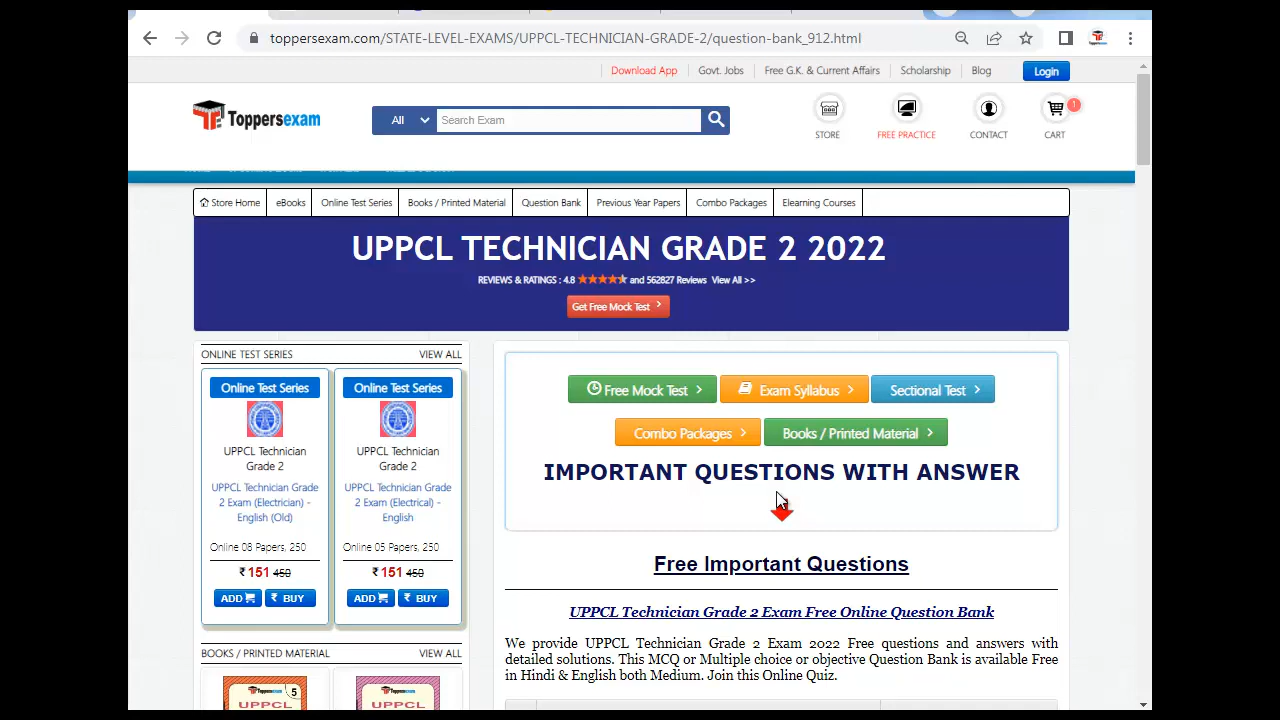 toppersexam.com/STATE-LEVEL-EXAMS/UPPCL-TECHNICIAN-GRADE-2/question-bank_912.html
Download App
Govt. Jobs
Free G.K. & Current Affairs
Scholarship
Blog
Login
Toppersexam
All
Search Exam
STORE
FREE PRACTICE
CONTACT
1
CART
Store Home
eBooks
Online Test Series
Books / Printed Material
Question Bank
Previous Year Papers
Combo Packages
Elearning Courses
UPPCL TECHNICIAN GRADE 2 2022
REVIEWS & RATINGS : 4.8 and 562827 Reviews View All >>
Get Free Mock Test
ONLINE TEST SERIES
VIEW ALL
Online Test Series
UPPCL Technician
Grade 2
UPPCL Technician Grade
2 Exam (Electrician) -
English (Old)
Online 08 Papers, 250
₹ 151 450
ADD
₹ BUY
Online Test Series
UPPCL Technician
Grade 2
UPPCL Technician Grade
2 Exam (Electrical) -
English
Online 05 Papers, 250
₹ 151 450
ADD
₹ BUY
BOOKS / PRINTED MATERIAL
VIEW ALL
Toppersexam
5
UPPCL
Toppersexam
UPPCL
Free Mock Test
Exam Syllabus
Sectional Test
Combo Packages
Books / Printed Material
IMPORTANT QUESTIONS WITH ANSWER
Free Important Questions
UPPCL Technician Grade 2 Exam Free Online Question Bank
We provide UPPCL Technician Grade 2 Exam 2022 Free questions and answers with
detailed solutions. This MCQ or Multiple choice or objective Question Bank is available Free
in Hindi & English both Medium. Join this Online Quiz.